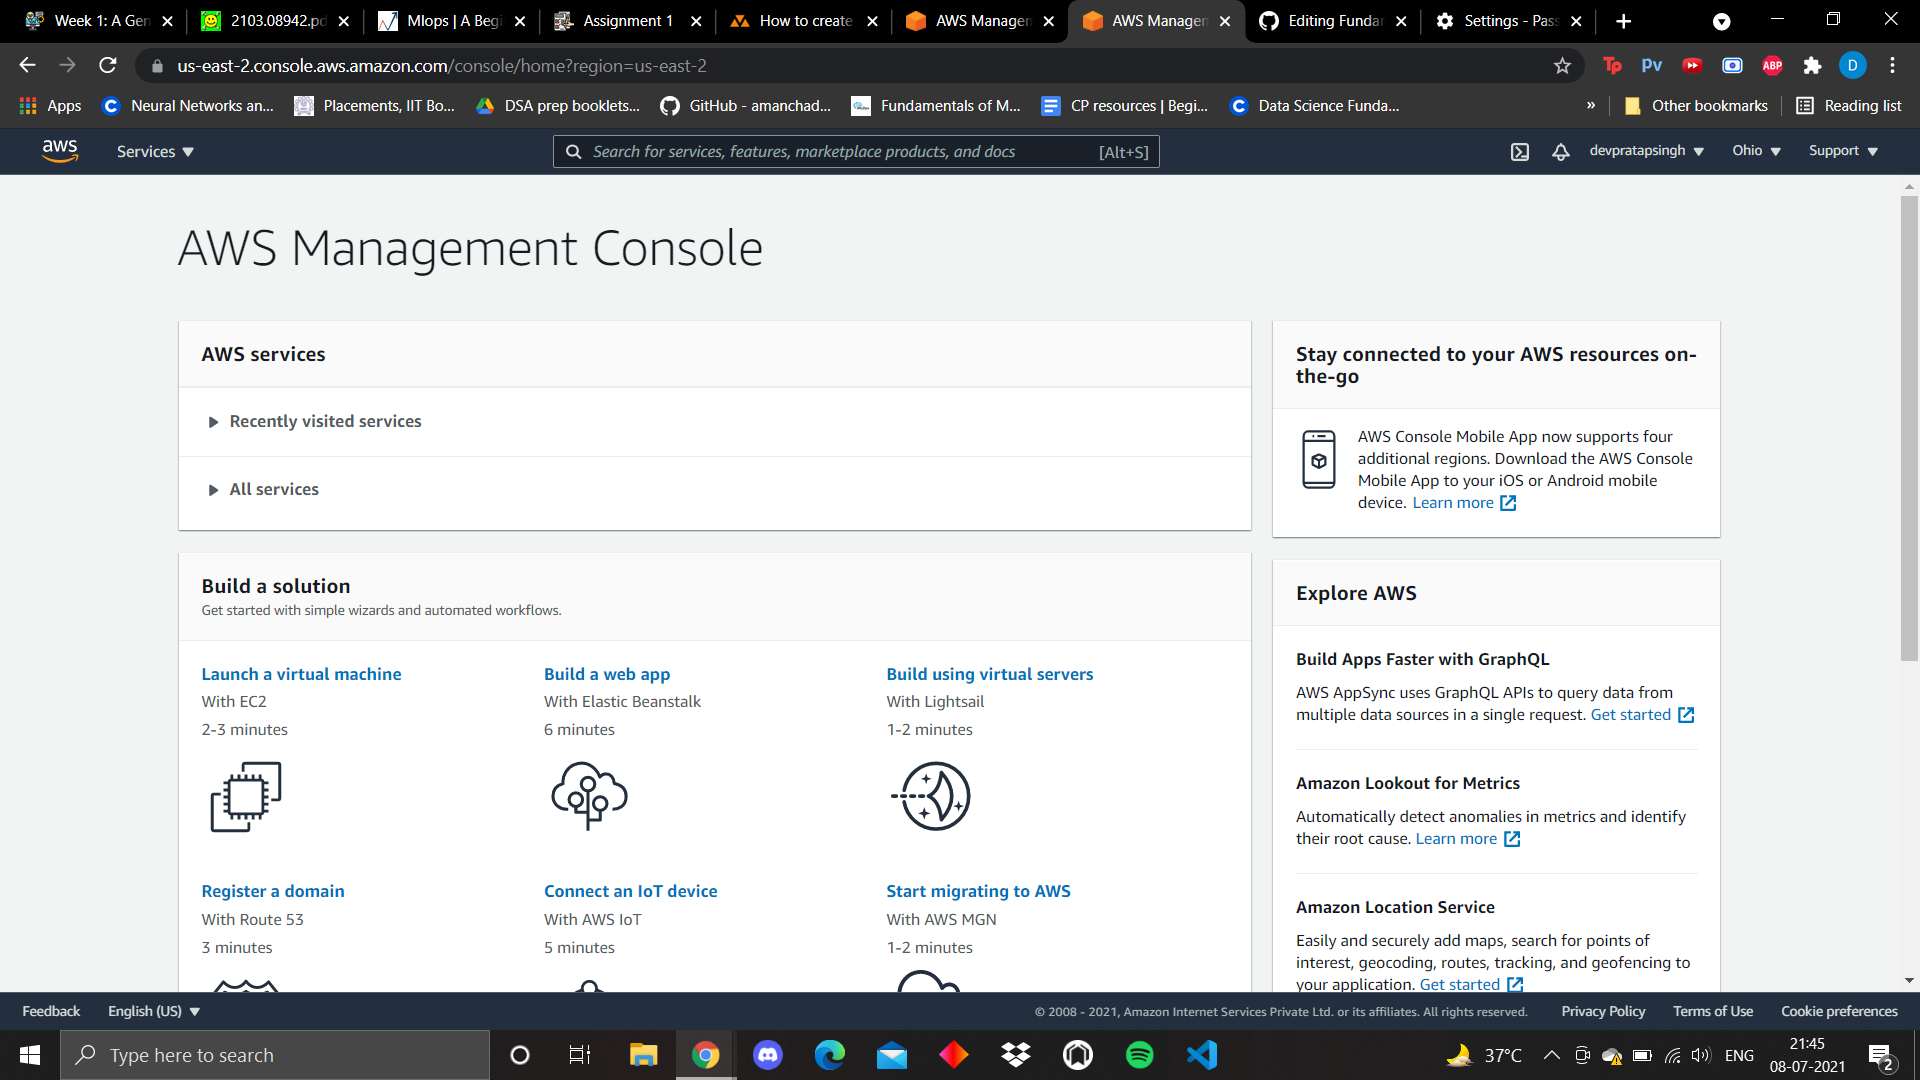 Week 1: A Gen
2103.08942.pd
Mlops | A Begi
Assignment 1
How to create
AWS Managem
AWS Managem
Editing Fundar
Settings - Pass
us-east-2.console.aws.amazon.com/console/home?region=us-east-2
Tp
Pv
ABP
D
Apps
Neural Networks an...
Placements, IIT Bo...
DSA prep booklets...
GitHub - amanchad...
Fundamentals of M...
CP resources | Begi...
Data Science Funda...
»
Other bookmarks
Reading list
aws
Services
Search for services, features, marketplace products, and docs
[Alt+S]
devpratapsingh
Ohio
Support
AWS Management Console
AWS services
Recently visited services
All services
Stay connected to your AWS resources on-
the-go
AWS Console Mobile App now supports four
additional regions. Download the AWS Console
Mobile App to your iOS or Android mobile
device. Learn more
Build a solution
Get started with simple wizards and automated workflows.
Launch a virtual machine
With EC2
2-3 minutes
Build a web app
With Elastic Beanstalk
6 minutes
Build using virtual servers
With Lightsail
1-2 minutes
Register a domain
With Route 53
3 minutes
Connect an IoT device
With AWS IoT
5 minutes
Start migrating to AWS
With AWS MGN
1-2 minutes
Explore AWS
Build Apps Faster with GraphQL
AWS AppSync uses GraphQL APIs to query data from
multiple data sources in a single request. Get started
Amazon Lookout for Metrics
Automatically detect anomalies in metrics and identify
their root cause. Learn more
Amazon Location Service
Easily and securely add maps, search for points of
interest, geocoding, routes, tracking, and geofencing to
your application. Get started
Feedback
English (US)
© 2008 - 2021, Amazon Internet Services Private Ltd. or its affiliates. All rights reserved.
Privacy Policy
Terms of Use
Cookie preferences
Type here to search
37°C
ENG
21:45
08-07-2021
2